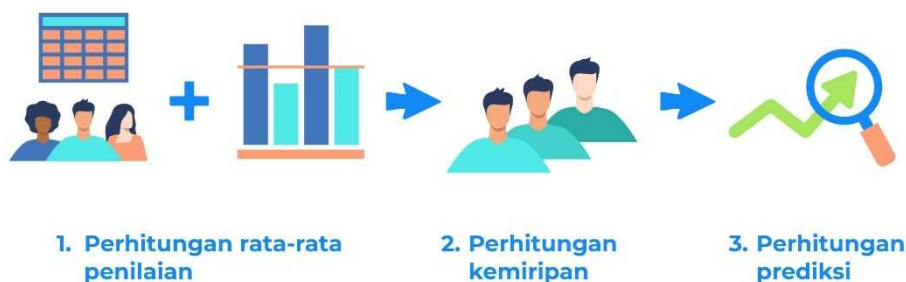 1. Perhitungan rata-rata
penilaian
2. Perhitungan
kemiripan
3. Perhitungan
prediksi